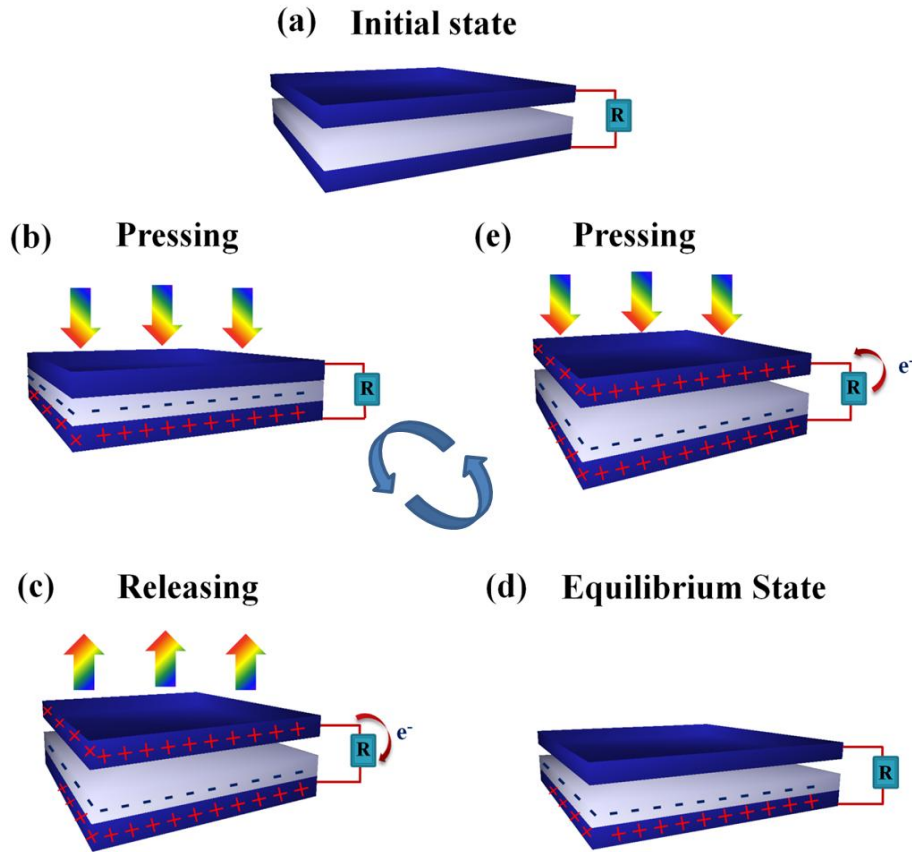 (a) Initial state
R
(b) Pressing
(e) Pressing
R
R
e-
(c) Releasing
(d) Equilibrium State
R
e-
R